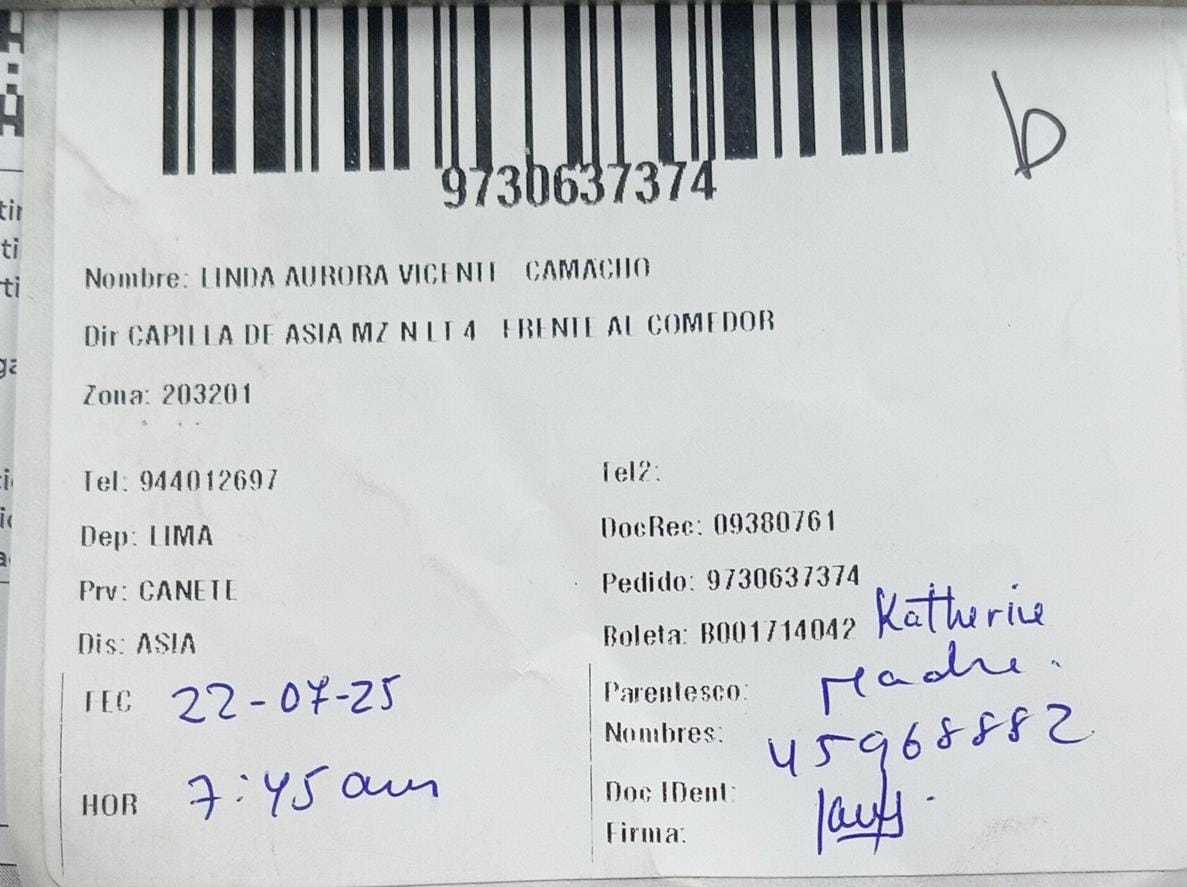 9730637374
b
Nombre: LINDA AURORA VICENTE CAMACHO
Dir CAPILLA DE ASIA MZ N LT 4 FRENTE AL COMEDOR
Zona: 203201
Tel: 944012697
Tel2:
Dep: LIMA
DocRec: 09380761
Prv: CANETE
Pedido: 9730637374
Dis: ASIA
Boleta: B001714042 Katherine
FEC 22-07-25
Parentesco: Madre.
Nombres: 45968882
HOR 7:45 am
Doc IDent:
Firma: